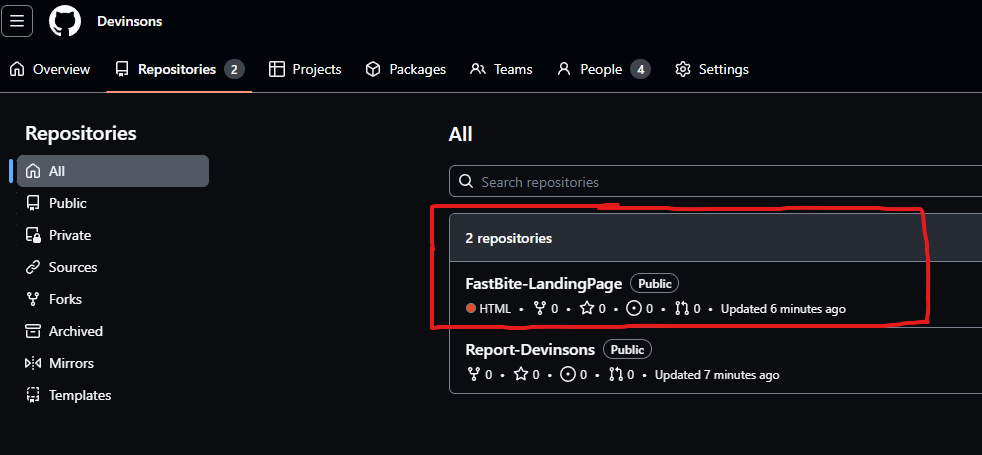 Devinsons
Overview
Repositories 2
Projects
Packages
Teams
People 4
Settings
Repositories
All
Public
Private
Sources
Forks
Archived
Mirrors
Templates
All
Search repositories
2 repositories
FastBite-LandingPage Public
HTML • 0 • 0 • 0 • 0 • Updated 6 minutes ago
Report-Devinsons Public
0 • 0 • 0 • 0 • Updated 7 minutes ago